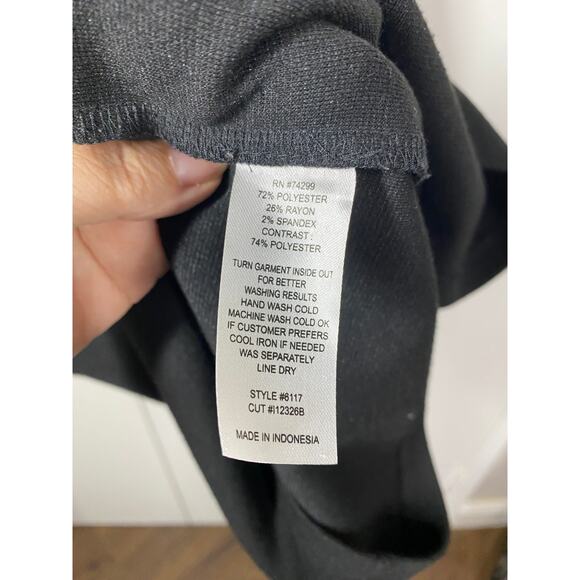 RN #74299
72% POLYESTER
26% RAYON
2% SPANDEX
CONTRAST :
74% POLYESTER
TURN GARMENT INSIDE OUT
FOR BETTER
WASHING RESULTS
HAND WASH COLD
MACHINE WASH COLD OK
IF CUSTOMER PREFERS
COOL IRON IF NEEDED
WAS SEPARATELY
LINE DRY
STYLE #8117
CUT #I12326B
MADE IN INDONESIA